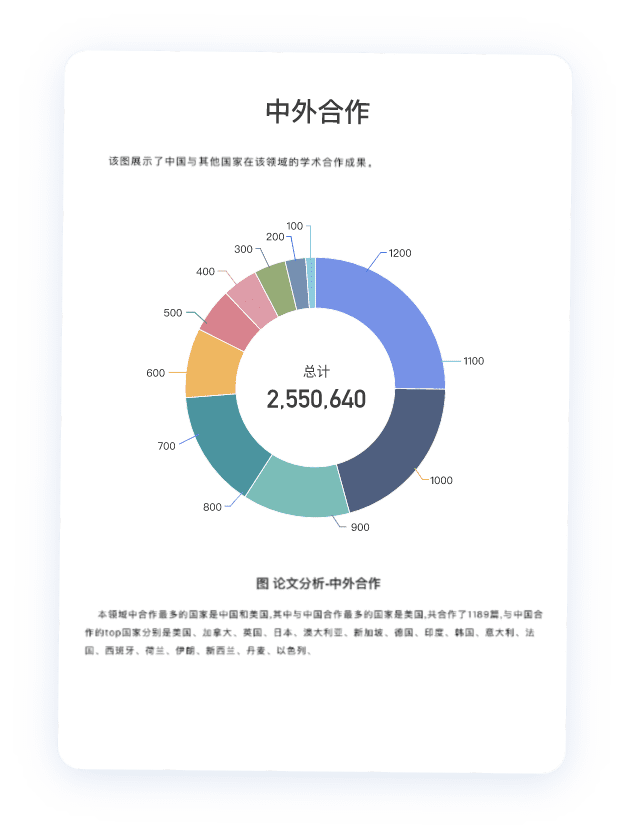 中外合作
该图展示了中国与其他国家在该领域的学术合作成果。
100
200
1200
300
400
500
1100
600
总计
2,550,640
700
1000
800
900
图 论文分析-中外合作
本领域中合作最多的国家是中国和美国,其中与中国合作最多的国家是美国,共合作了1189篇,与中国合
作的top国家分别是美国、加拿大、英国、日本、澳大利亚、新加坡、德国、印度、韩国、意大利、法
国、西班牙、荷兰、伊朗、新西兰、丹麦、以色列、